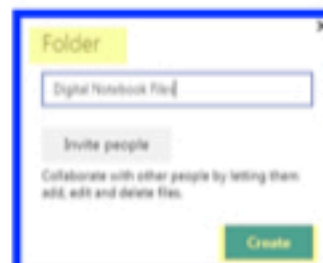 Folder
Digital Notebook Files
Invite people
Collaborate with other people by letting them
add, edit and delete files.
Create